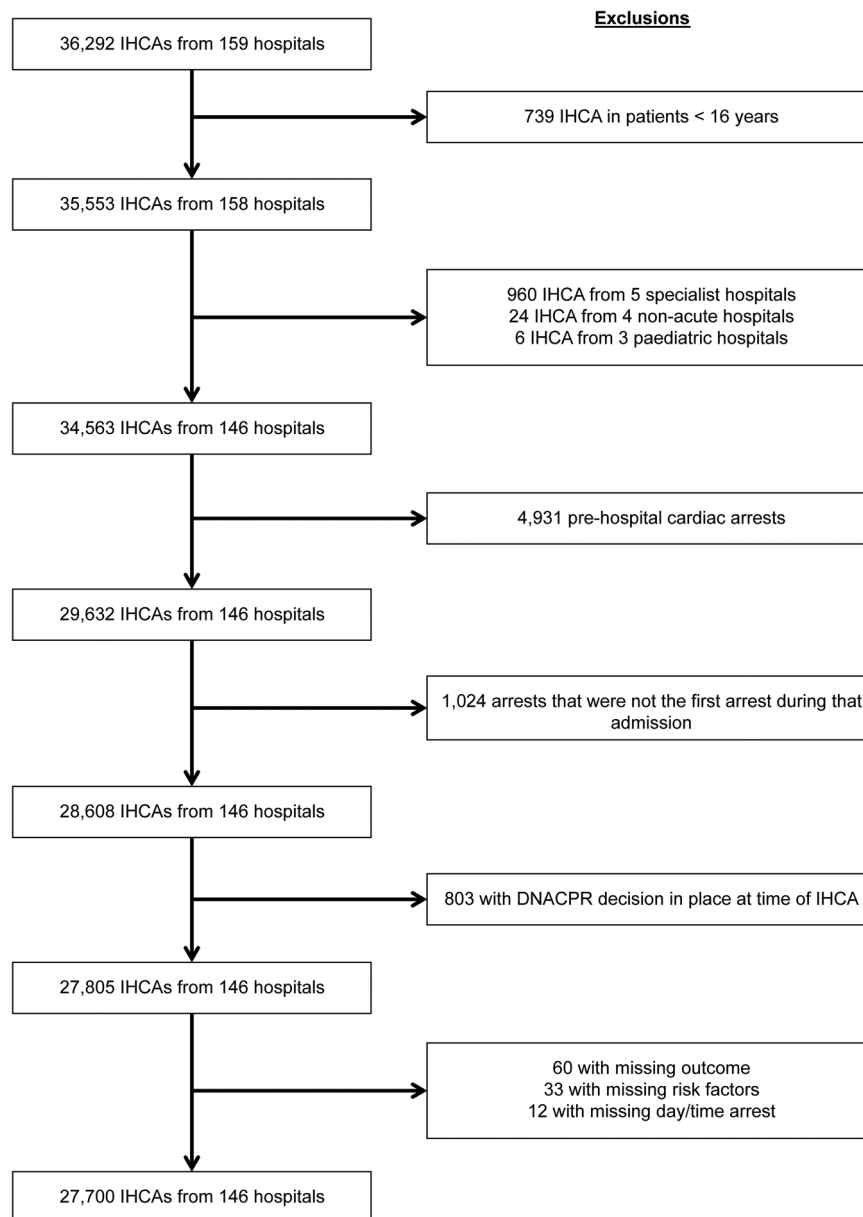 Exclusions
36,292 IHCAs from 159 hospitals
739 IHCA in patients < 16 years
35,553 IHCAs from 158 hospitals
960 IHCA from 5 specialist hospitals
24 IHCA from 4 non-acute hospitals
6 IHCA from 3 paediatric hospitals
34,563 IHCAs from 146 hospitals
4,931 pre-hospital cardiac arrests
29,632 IHCAs from 146 hospitals
1,024 arrests that were not the first arrest during that
admission
28,608 IHCAs from 146 hospitals
803 with DNACPR decision in place at time of IHCA
27,805 IHCAs from 146 hospitals
60 with missing outcome
33 with missing risk factors
12 with missing day/time arrest
27,700 IHCAs from 146 hospitals